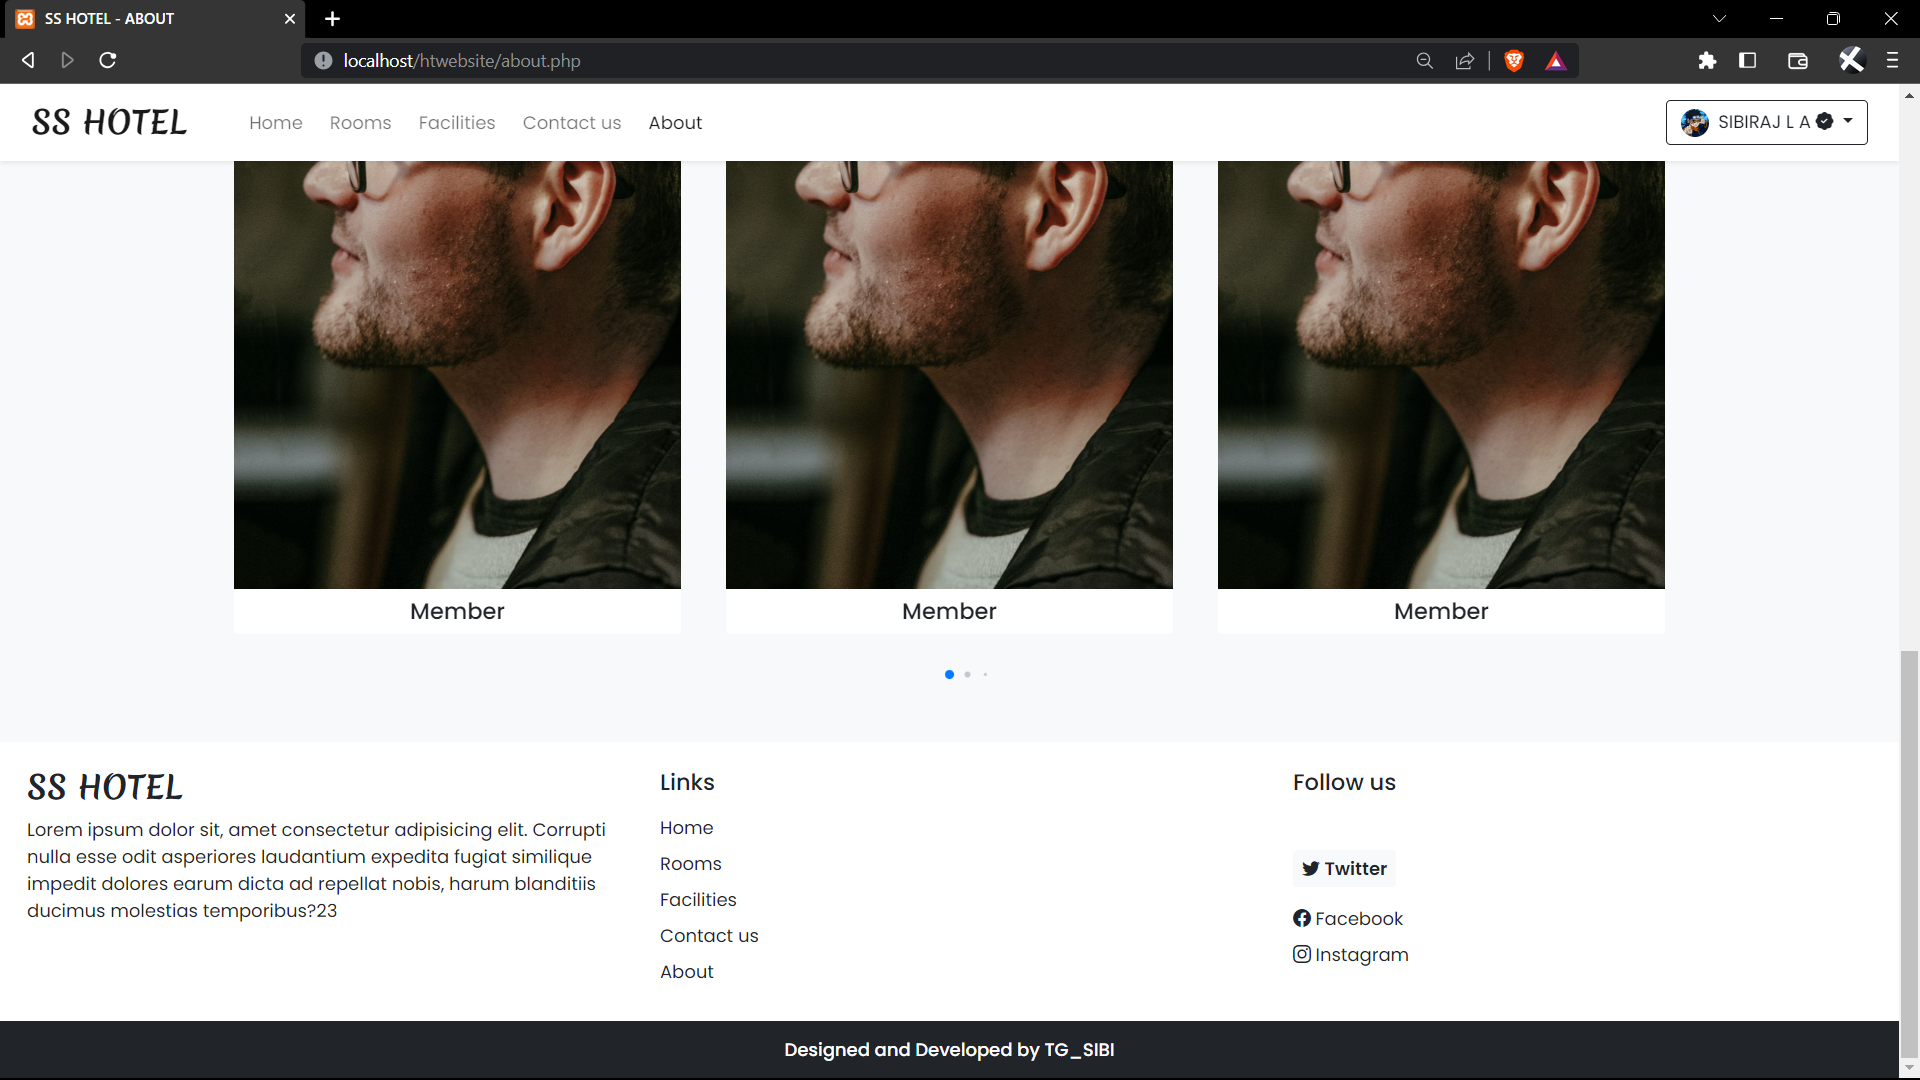 SS HOTEL - ABOUT
localhost/htwebsite/about.php
SS HOTEL
Home
Rooms
Facilities
Contact us
About
SIBIRAJ L A
Member
Member
Member
SS HOTEL
Lorem ipsum dolor sit, amet consectetur adipisicing elit. Corrupti
nulla esse odit asperiores laudantium expedita fugiat similique
impedit dolores earum dicta ad repellat nobis, harum blanditiis
ducimus molestias temporibus?23
Links
Home
Rooms
Facilities
Contact us
About
Follow us
Twitter
Facebook
Instagram
Designed and Developed by TG_SIBI